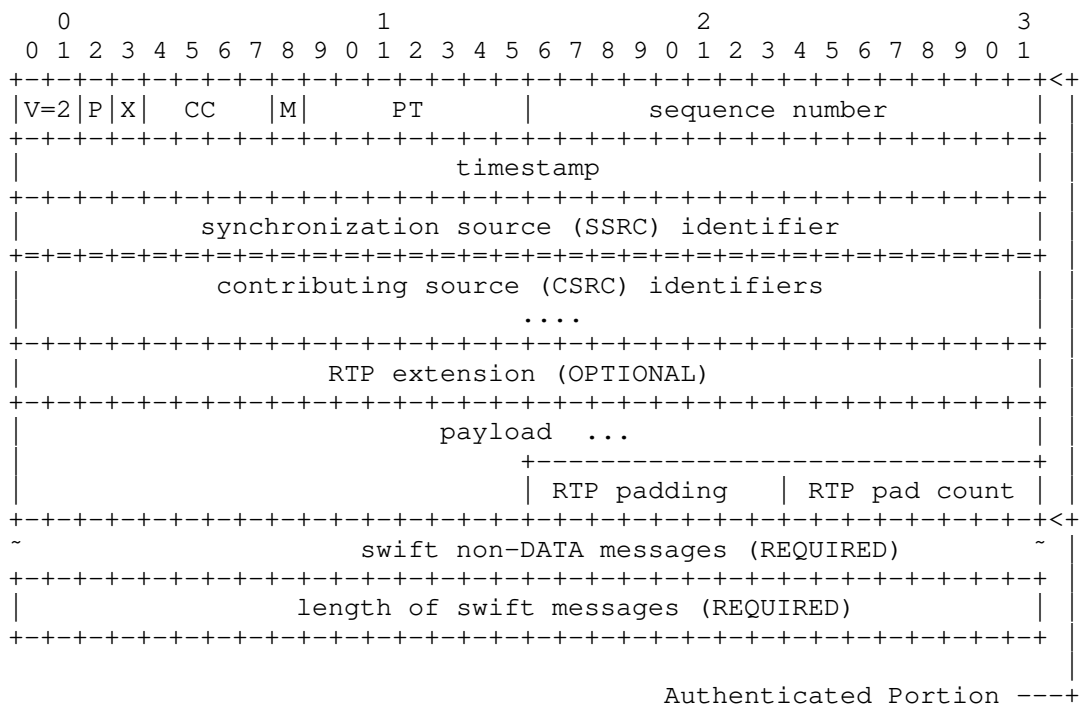 0                   1                   2                   3
0 1 2 3 4 5 6 7 8 9 0 1 2 3 4 5 6 7 8 9 0 1 2 3 4 5 6 7 8 9 0 1
+-+-+-+-+-+-+-+-+-+-+-+-+-+-+-+-+-+-+-+-+-+-+-+-+-+-+-+-+-+-+-+-+<+
|V=2|P|X|  CC   |M|     PT      |       sequence number         | |
+-+-+-+-+-+-+-+-+-+-+-+-+-+-+-+-+-+-+-+-+-+-+-+-+-+-+-+-+-+-+-+-+ |
|                           timestamp                           | |
+-+-+-+-+-+-+-+-+-+-+-+-+-+-+-+-+-+-+-+-+-+-+-+-+-+-+-+-+-+-+-+-+ |
|           synchronization source (SSRC) identifier            | |
+=+=+=+=+=+=+=+=+=+=+=+=+=+=+=+=+=+=+=+=+=+=+=+=+=+=+=+=+=+=+=+=+ |
|            contributing source (CSRC) identifiers             | |
|                               ....                            | |
+-+-+-+-+-+-+-+-+-+-+-+-+-+-+-+-+-+-+-+-+-+-+-+-+-+-+-+-+-+-+-+-+ |
|                   RTP extension (OPTIONAL)                    | |
+-+-+-+-+-+-+-+-+-+-+-+-+-+-+-+-+-+-+-+-+-+-+-+-+-+-+-+-+-+-+-+-+ |
|                          payload  ...                         | |
|                               +-------------------------------+ |
|                               | RTP padding   | RTP pad count | |
+-+-+-+-+-+-+-+-+-+-+-+-+-+-+-+-+-+-+-+-+-+-+-+-+-+-+-+-+-+-+-+-+<+
~                     swift non-DATA messages (REQUIRED)        ~ |
+-+-+-+-+-+-+-+-+-+-+-+-+-+-+-+-+-+-+-+-+-+-+-+-+-+-+-+-+-+-+-+-+ |
|                 length of swift messages (REQUIRED)           | |
+-+-+-+-+-+-+-+-+-+-+-+-+-+-+-+-+-+-+-+-+-+-+-+-+-+-+-+-+-+-+-+-+ |
|
Authenticated Portion ---+